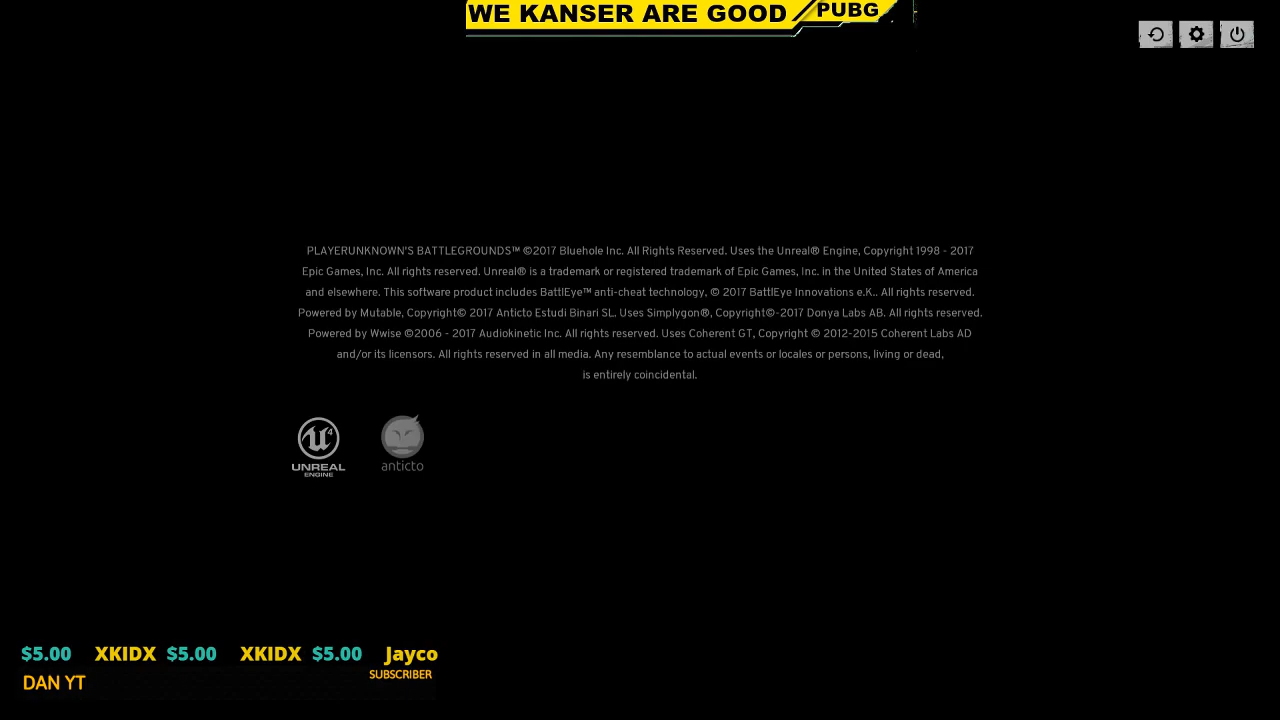 WE KANSER ARE GOOD PUBG
PLAYERUNKNOWN'S BATTLEGROUNDS™ ©2017 Bluehole Inc. All Rights Reserved. Uses the Unreal® Engine, Copyright 1998 - 2017
Epic Games, Inc. All rights reserved. Unreal® is a trademark or registered trademark of Epic Games, Inc. in the United States of America
and elsewhere. This software product includes BattlEye™ anti-cheat technology, © 2017 BattlEye Innovations e.K.. All rights reserved.
Powered by Mutable, Copyright© 2017 Anticto Estudi Binari SL. Uses Simplygon®, Copyright©-2017 Donya Labs AB. All rights reserved.
Powered by Wwise ©2006 - 2017 Audiokinetic Inc. All rights reserved. Uses Coherent GT, Copyright © 2012-2015 Coherent Labs AD
and/or its licensors. All rights reserved in all media. Any resemblance to actual events or locales or persons, living or dead,
is entirely coincidental.
4
UNREAL anticto
ENGINE
$5.00 XKIDX $5.00 XKIDX $5.00 Jayco
DAN YT SUBSCRIBER